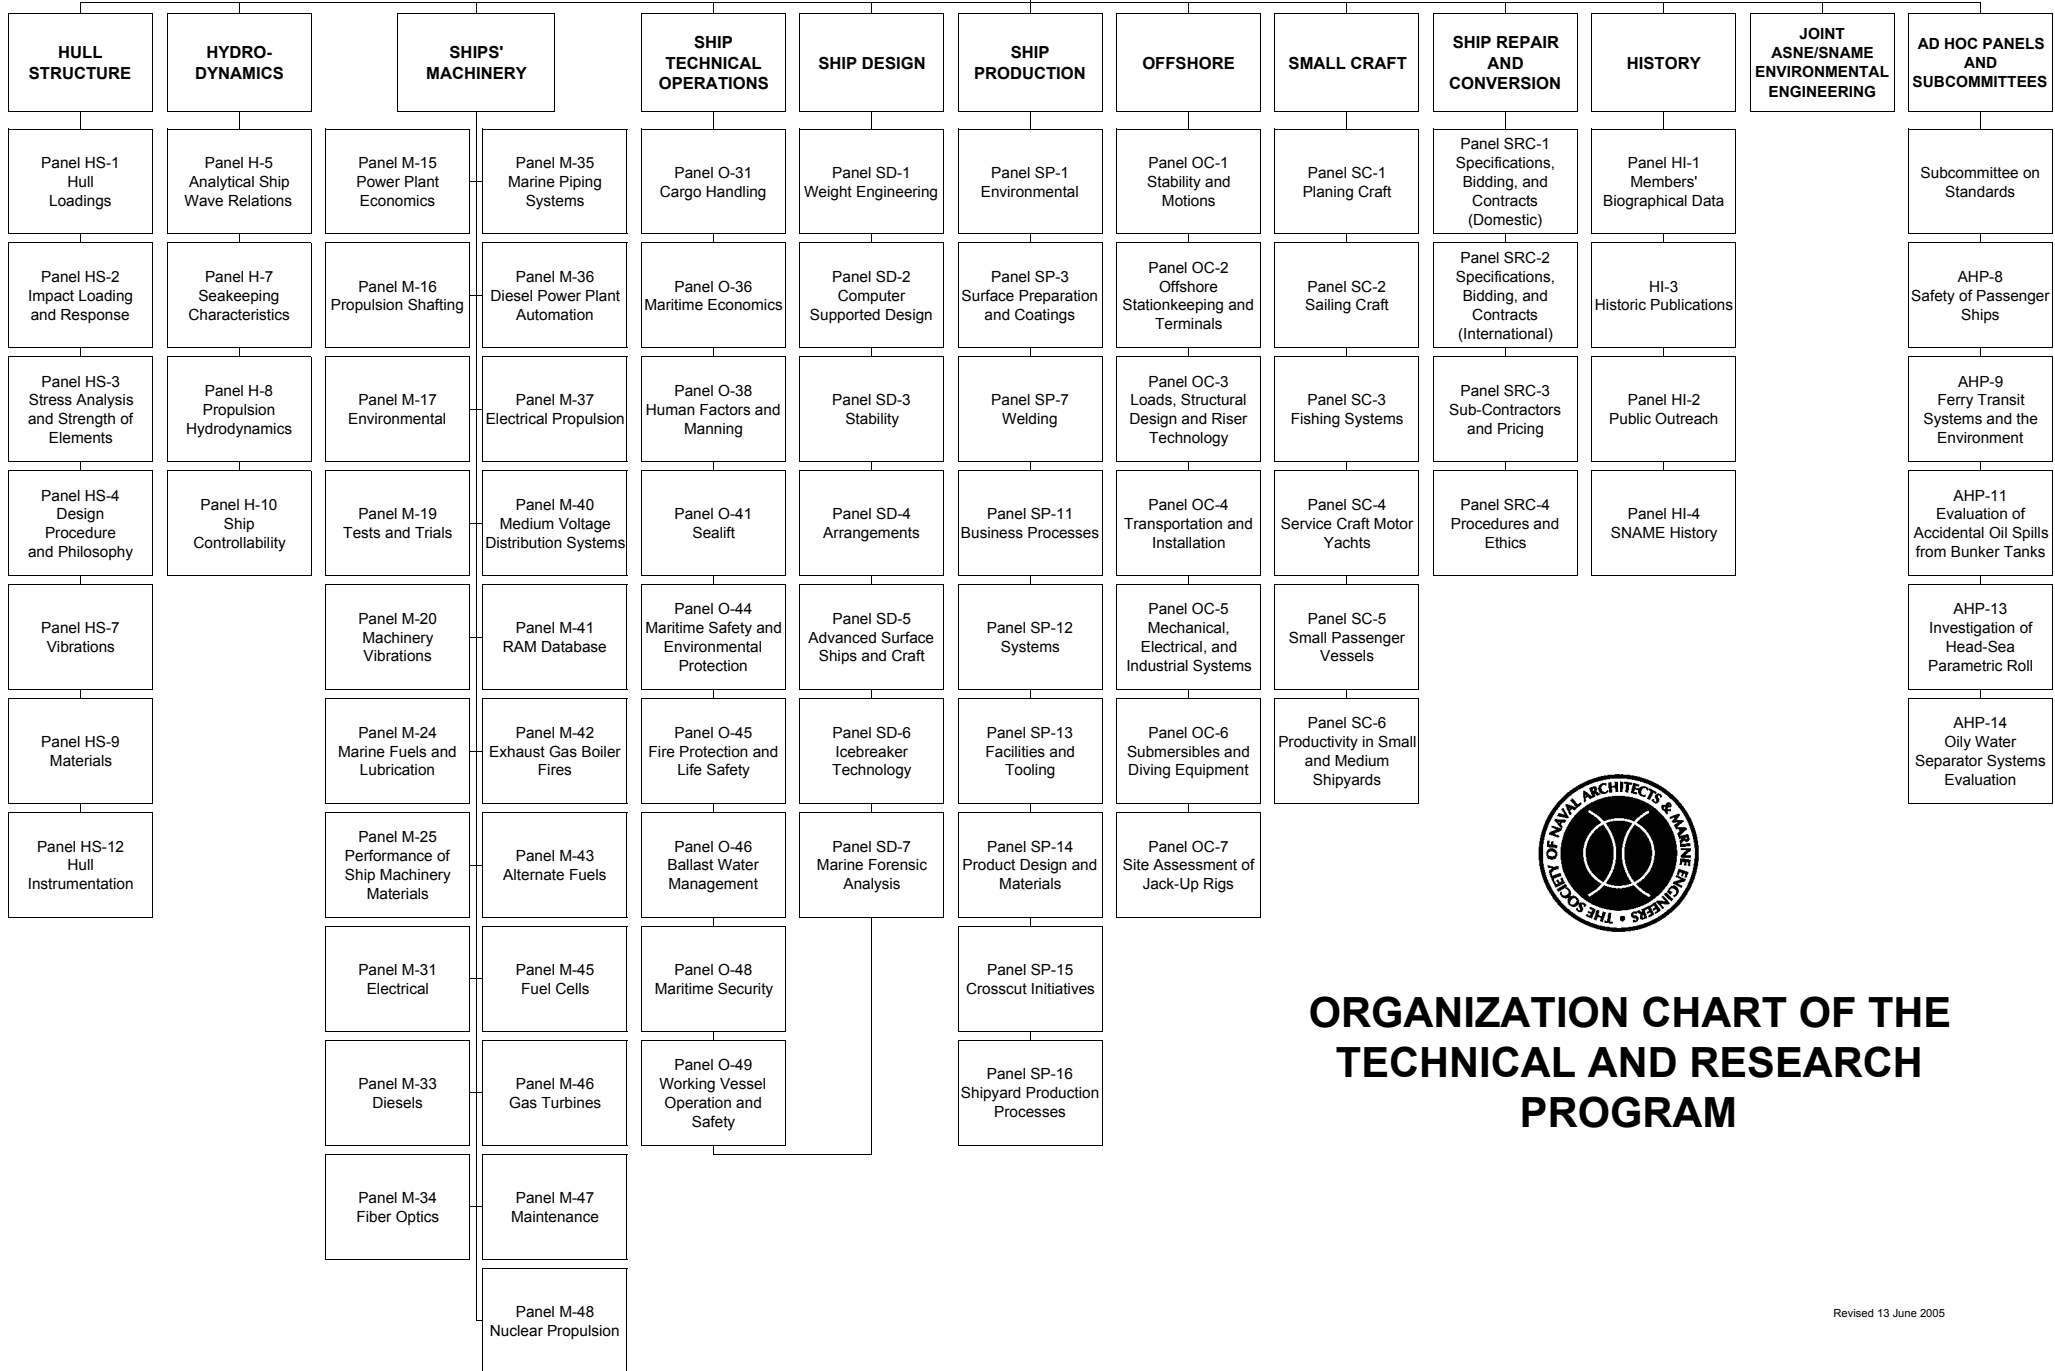 HULL
STRUCTURE
HYDRO-
DYNAMICS
SHIPS'
MACHINERY
SHIP
TECHNICAL
OPERATIONS
SHIP DESIGN
SHIP
PRODUCTION
OFFSHORE
SMALL CRAFT
SHIP REPAIR
AND
CONVERSION
HISTORY
JOINT
ASNE/SNAME
ENVIRONMENTAL
ENGINEERING
AD HOC PANELS
AND
SUBCOMMITTEES
Panel HS-1
Hull
Loadings
Panel HS-2
Impact Loading
and Response
Panel HS-3
Stress Analysis
and Strength of
Elements
Panel HS-4
Design
Procedure
and Philosophy
Panel HS-7
Vibrations
Panel HS-9
Materials
Panel HS-12
Hull
Instrumentation
Panel H-5
Analytical Ship
Wave Relations
Panel H-7
Seakeeping
Characteristics
Panel H-8
Propulsion
Hydrodynamics
Panel H-10
Ship
Controllability
Panel M-15
Power Plant
Economics
Panel M-16
Propulsion Shafting
Panel M-17
Environmental
Panel M-19
Tests and Trials
Panel M-20
Machinery
Vibrations
Panel M-24
Marine Fuels and
Lubrication
Panel M-25
Performance of
Ship Machinery
Materials
Panel M-31
Electrical
Panel M-33
Diesels
Panel M-34
Fiber Optics
Panel M-35
Marine Piping
Systems
Panel M-36
Diesel Power Plant
Automation
Panel M-37
Electrical Propulsion
Panel M-40
Medium Voltage
Distribution Systems
Panel M-41
RAM Database
Panel M-42
Exhaust Gas Boiler
Fires
Panel M-43
Alternate Fuels
Panel M-45
Fuel Cells
Panel M-46
Gas Turbines
Panel M-47
Maintenance
Panel M-48
Nuclear Propulsion
Panel O-31
Cargo Handling
Panel O-36
Maritime Economics
Panel O-38
Human Factors and
Manning
Panel O-41
Sealift
Panel O-44
Maritime Safety and
Environmental
Protection
Panel O-45
Fire Protection and
Life Safety
Panel O-46
Ballast Water
Management
Panel O-48
Maritime Security
Panel O-49
Working Vessel
Operation and
Safety
Panel SD-1
Weight Engineering
Panel SD-2
Computer
Supported Design
Panel SD-3
Stability
Panel SD-4
Arrangements
Panel SD-5
Advanced Surface
Ships and Craft
Panel SD-6
Icebreaker
Technology
Panel SD-7
Marine Forensic
Analysis
Panel SP-1
Environmental
Panel SP-3
Surface Preparation
and Coatings
Panel SP-7
Welding
Panel SP-11
Business Processes
Panel SP-12
Systems
Panel SP-13
Facilities and
Tooling
Panel SP-14
Product Design and
Materials
Panel SP-15
Crosscut Initiatives
Panel SP-16
Shipyard Production
Processes
Panel OC-1
Stability and
Motions
Panel OC-2
Offshore
Stationkeeping and
Terminals
Panel OC-3
Loads, Structural
Design and Riser
Technology
Panel OC-4
Transportation and
Installation
Panel OC-5
Mechanical,
Electrical, and
Industrial Systems
Panel OC-6
Submersibles and
Diving Equipment
Panel OC-7
Site Assessment of
Jack-Up Rigs
Panel SC-1
Planing Craft
Panel SC-2
Sailing Craft
Panel SC-3
Fishing Systems
Panel SC-4
Service Craft Motor
Yachts
Panel SC-5
Small Passenger
Vessels
Panel SC-6
Productivity in Small
and Medium
Shipyards
Panel SRC-1
Specifications,
Bidding, and
Contracts
(Domestic)
Panel SRC-2
Specifications,
Bidding, and
Contracts
(International)
Panel SRC-3
Sub-Contractors
and Pricing
Panel SRC-4
Procedures and
Ethics
Panel HI-1
Members'
Biographical Data
HI-3
Historic Publications
Panel HI-2
Public Outreach
Panel HI-4
SNAME History
Subcommittee on
Standards
AHP-8
Safety of Passenger
Ships
AHP-9
Ferry Transit
Systems and the
Environment
AHP-11
Evaluation of
Accidental Oil Spills
from Bunker Tanks
AHP-13
Investigation of
Head-Sea
Parametric Roll
AHP-14
Oily Water
Separator Systems
Evaluation
THE SOCIETY OF NAVAL ARCHITECTS & MARINE ENGINEERS •
ORGANIZATION CHART OF THE
TECHNICAL AND RESEARCH
PROGRAM
Revised 13 June 2005